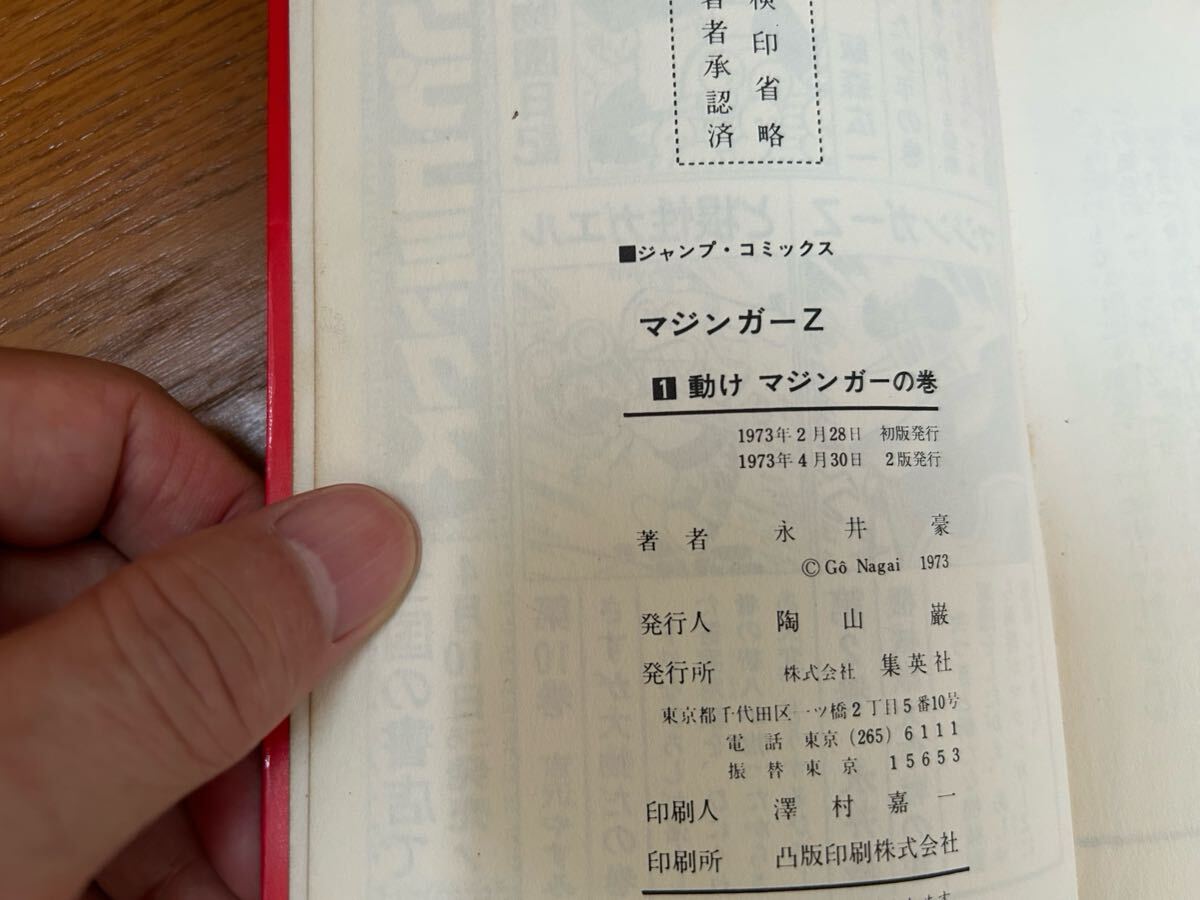 検印省略
著者承認済
■ジャンプ・コミックス
マジンガーZ
1 動け マジンガーの巻
1973年2月28日 初版発行
1973年4月30日 2版発行
著者 永井豪
©Gô Nagai 1973
発行人 陶山巌
発行所 株式会社 集英社
東京都千代田区一ツ橋2丁目5番10号
電話 東京(265)6111
振替東京 15653
印刷人 澤村嘉一
印刷所 凸版印刷株式会社